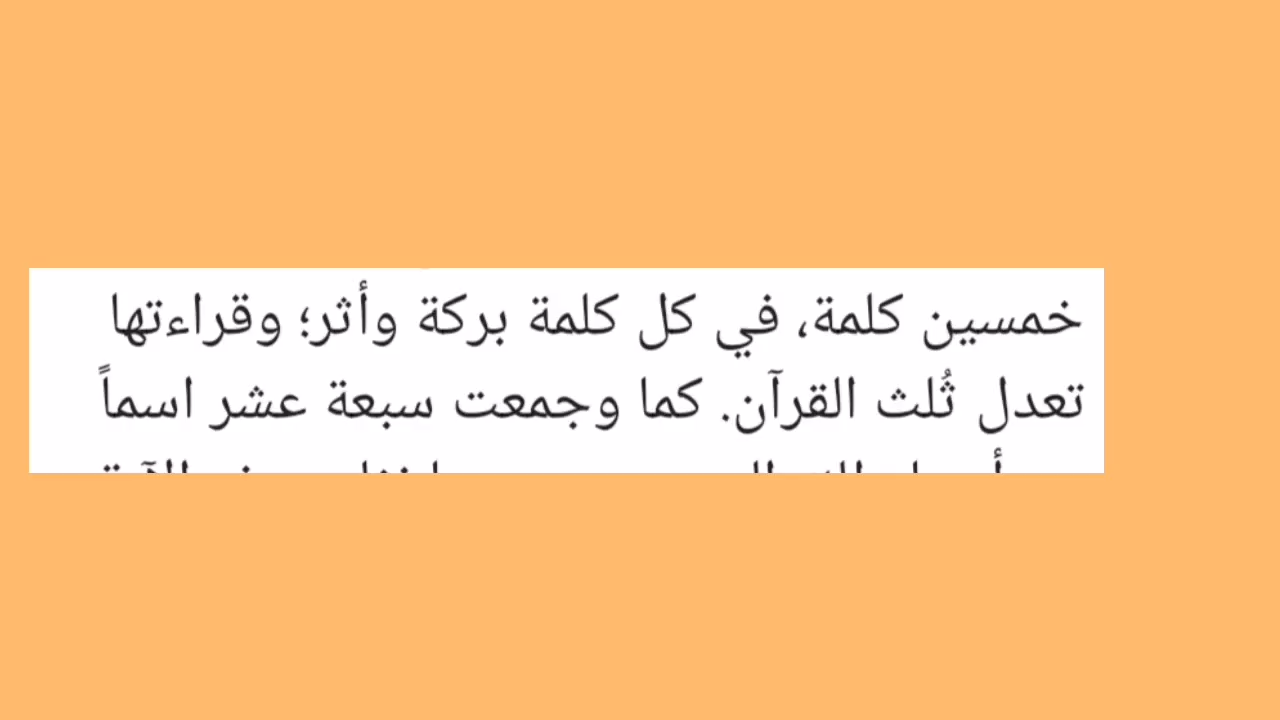 خمسين كلمة، في كل كلمة بركة وأثر؛ وقراءتها
تعدل ثُلث القرآن. كما وجمعت سبعة عشر اسماً